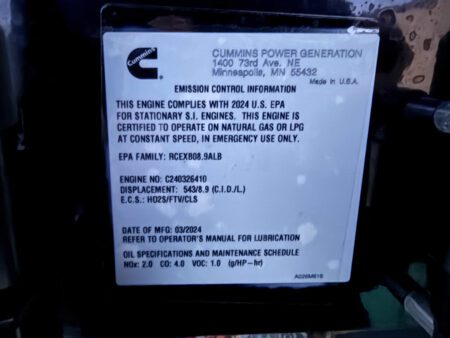 Cummins
CUMMINS POWER GENERATION
1400 73rd Ave. NE
Minneapolis, MN 55432
Made in U.S.A.
EMISSION CONTROL INFORMATION
THIS ENGINE COMPLIES WITH 2024 U.S. EPA
FOR STATIONARY S.I. ENGINES. THIS ENGINE IS
CERTIFIED TO OPERATE ON NATURAL GAS OR LPG
AT CONSTANT SPEED, IN EMERGENCY USE ONLY.
EPA FAMILY: RCEXB08.9ALB
ENGINE NO: C240326410
DISPLACEMENT: 543/8.9 (C.I.D./L.)
E.C.S.: HO2S/FTV/CLS
DATE OF MFG: 03/2024
REFER TO OPERATOR'S MANUAL FOR LUBRICATION
OIL SPECIFICATIONS AND MAINTENANCE SCHEDULE
NOx: 2.0 CO: 4.0 VOC: 1.0 (g/HP-hr)
A026M616